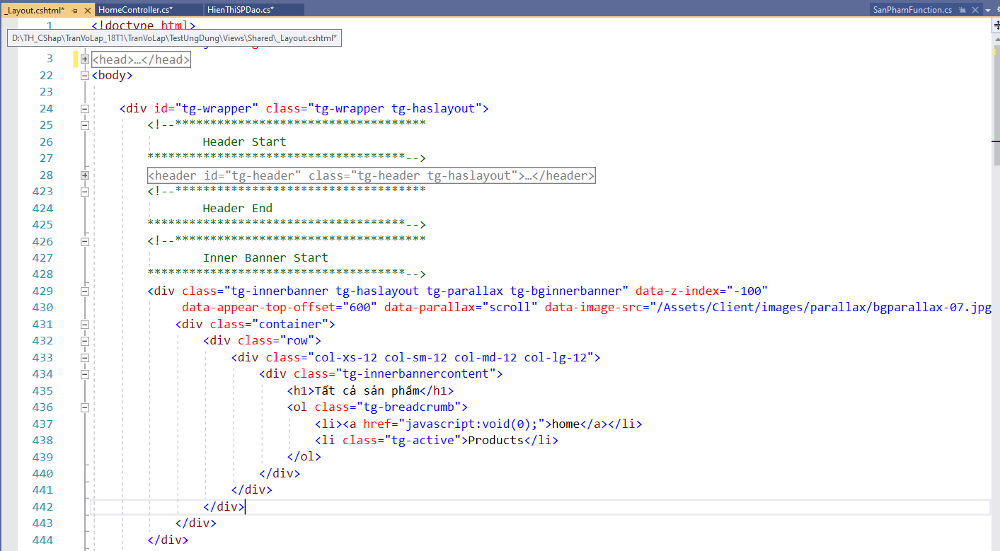 _Layout.cshtml* HomeController.cs* HienThiSPDao.cs* SanPhamFunction.cs
1 <!doctype html>
D:\TH_CShap\TranVoLap_18T1\TranVoLap\TestUngDung\Views\Shared\_Layout.cshtml*
3 <head>…</head>
22 <body>
23
24 <div id="tg-wrapper" class="tg-wrapper tg-haslayout">
25 <!--************************************
26 Header Start
27 *************************************-->
28 <header id="tg-header" class="tg-header tg-haslayout">…</header>
423 <!--************************************
424 Header End
425 *************************************-->
426 <!--************************************
427 Inner Banner Start
428 *************************************-->
429 <div class="tg-innerbanner tg-haslayout tg-parallax tg-bginnerbanner" data-z-index="-100"
430 data-appear-top-offset="600" data-parallax="scroll" data-image-src="/Assets/Client/images/parallax/bgparallax-07.jpg
431 <div class="container">
432 <div class="row">
433 <div class="col-xs-12 col-sm-12 col-md-12 col-lg-12">
434 <div class="tg-innerbannercontent">
435 <h1>Tất cả sản phẩm</h1>
436 <ol class="tg-breadcrumb">
437 <li><a href="javascript:void(0);">home</a></li>
438 <li class="tg-active">Products</li>
439 </ol>
440 </div>
441 </div>
442 </div>
443 </div>
444 </div>